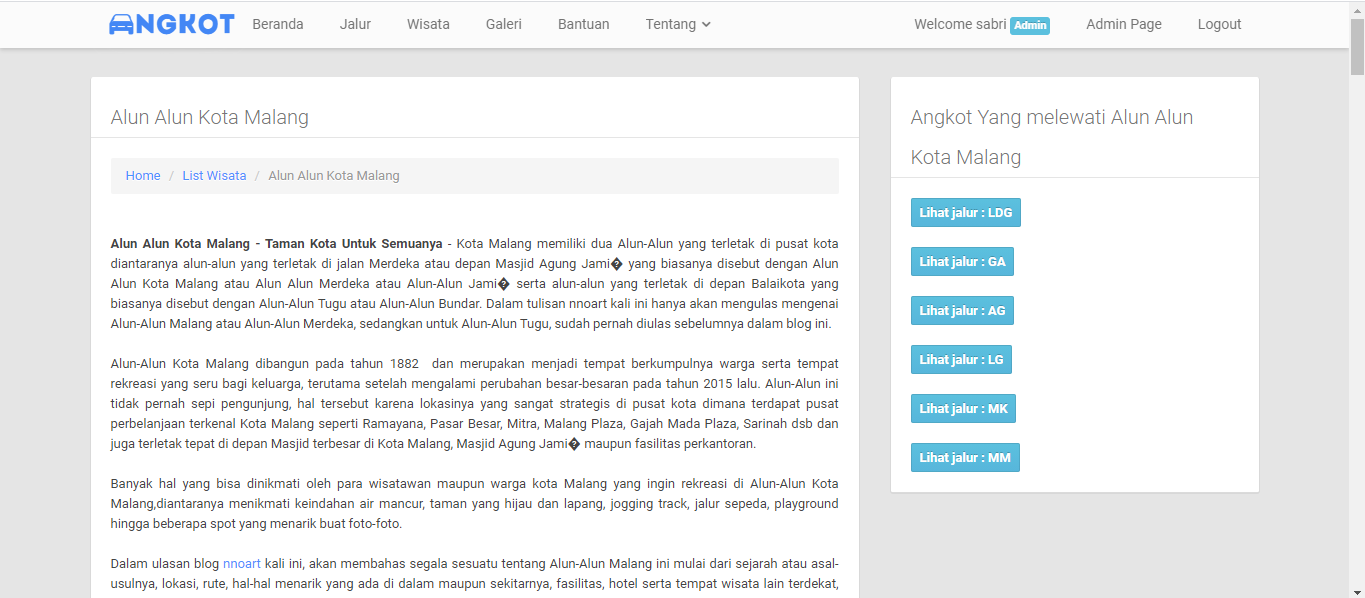 ANGKOT Beranda Jalur Wisata Galeri Bantuan Tentang Welcome sabri Admin Admin Page Logout
Alun Alun Kota Malang
Home / List Wisata / Alun Alun Kota Malang
Alun Alun Kota Malang - Taman Kota Untuk Semuanya - Kota Malang memiliki dua Alun-Alun yang terletak di pusat kota
diantaranya alun-alun yang terletak di jalan Merdeka atau depan Masjid Agung Jami� yang biasanya disebut dengan Alun
Alun Kota Malang atau Alun Alun Merdeka atau Alun-Alun Jami� serta alun-alun yang terletak di depan Balaikota yang
biasanya disebut dengan Alun-Alun Tugu atau Alun-Alun Bundar. Dalam tulisan nnoart kali ini hanya akan mengulas mengenai
Alun-Alun Malang atau Alun-Alun Merdeka, sedangkan untuk Alun-Alun Tugu, sudah pernah diulas sebelumnya dalam blog ini.
Alun-Alun Kota Malang dibangun pada tahun 1882  dan merupakan menjadi tempat berkumpulnya warga serta tempat
rekreasi yang seru bagi keluarga, terutama setelah mengalami perubahan besar-besaran pada tahun 2015 lalu. Alun-Alun ini
tidak pernah sepi pengunjung, hal tersebut karena lokasinya yang sangat strategis di pusat kota dimana terdapat pusat
perbelanjaan terkenal Kota Malang seperti Ramayana, Pasar Besar, Mitra, Malang Plaza, Gajah Mada Plaza, Sarinah dsb dan
juga terletak tepat di depan Masjid terbesar di Kota Malang, Masjid Agung Jami� maupun fasilitas perkantoran.
Banyak hal yang bisa dinikmati oleh para wisatawan maupun warga kota Malang yang ingin rekreasi di Alun-Alun Kota
Malang,diantaranya menikmati keindahan air mancur, taman yang hijau dan lapang, jogging track, jalur sepeda, playground
hingga beberapa spot yang menarik buat foto-foto.
Dalam ulasan blog nnoart kali ini, akan membahas segala sesuatu tentang Alun-Alun Malang ini mulai dari sejarah atau asal-
usulnya, lokasi, rute, hal-hal menarik yang ada di dalam maupun sekitarnya, fasilitas, hotel serta tempat wisata lain terdekat,
Angkot Yang melewati Alun Alun
Kota Malang
Lihat jalur : LDG
Lihat jalur : GA
Lihat jalur : AG
Lihat jalur : LG
Lihat jalur : MK
Lihat jalur : MM